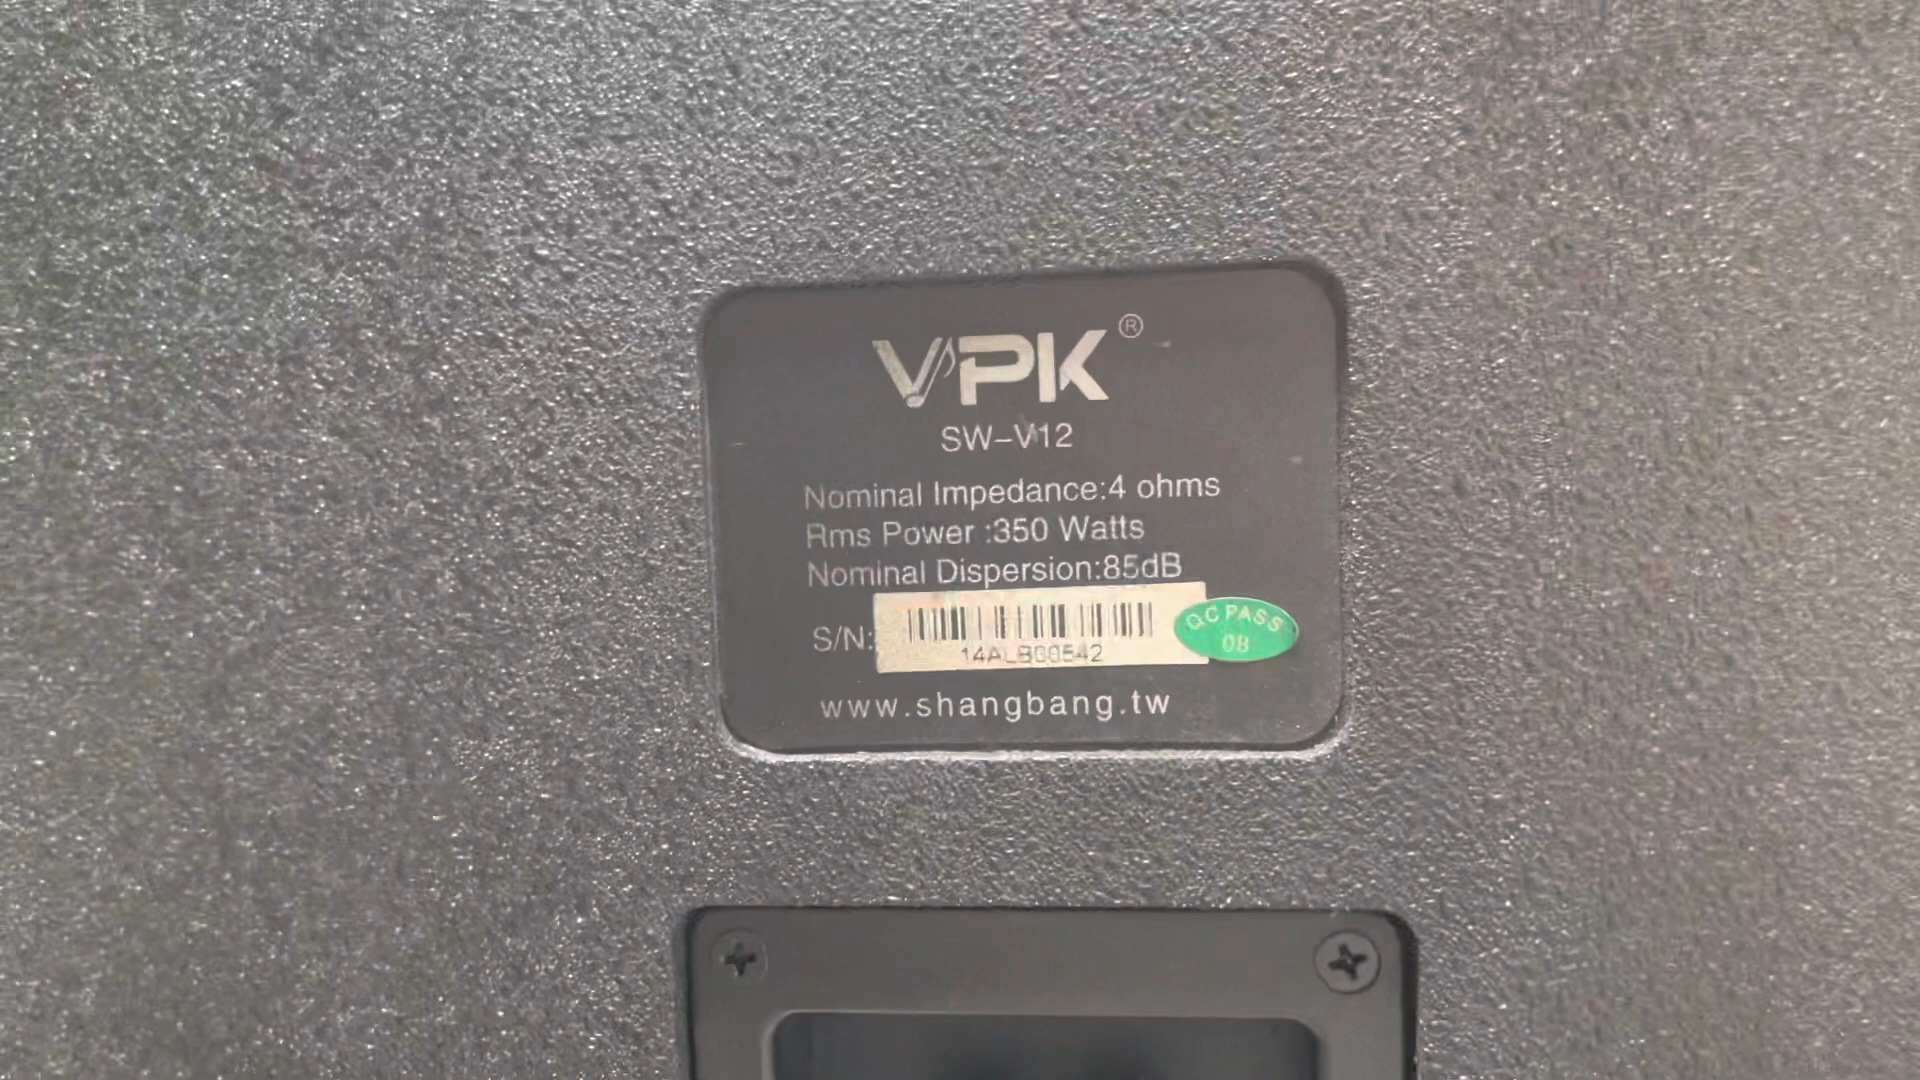 VPK®
SW-V12
Nominal Impedance:4 ohms
Rms Power :350 Watts
Nominal Dispersion:85dB
S/N:
QC PASS
08
www.shangbang.tw